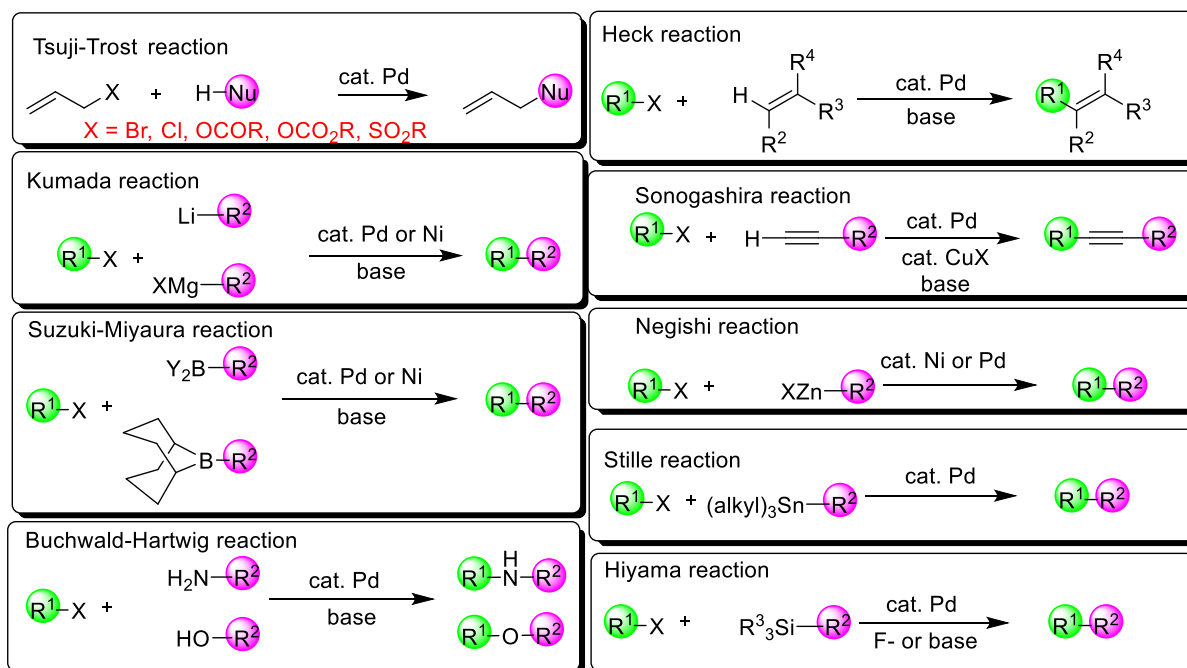 Tsuji-Trost reaction
X + H Nu cat. Pd Nu
X = Br, Cl, OCOR, OCO₂R, SO₂R
Kumada reaction
Li R²
R¹ X + cat. Pd or Ni R¹ R²
XMg R² base
Suzuki-Miyaura reaction
Y₂B R²
R¹ X + cat. Pd or Ni R¹ R²
base
B R²
Buchwald-Hartwig reaction
H₂N R² cat. Pd R¹ H N R²
R¹ X + base
HO R² R¹ O R²
Heck reaction
R⁴ R⁴
R¹ X + H R³ cat. Pd R¹ R³
base
R² R²
Sonogashira reaction
R¹ X + H R² cat. Pd R¹ R²
cat. CuX
base
Negishi reaction
R¹ X + XZn R² cat. Ni or Pd R¹ R²
Stille reaction
R¹ X + (alkyl)₃Sn R² cat. Pd R¹ R²
Hiyama reaction
R¹ X + R³₃Si R² cat. Pd R¹ R²
F- or base